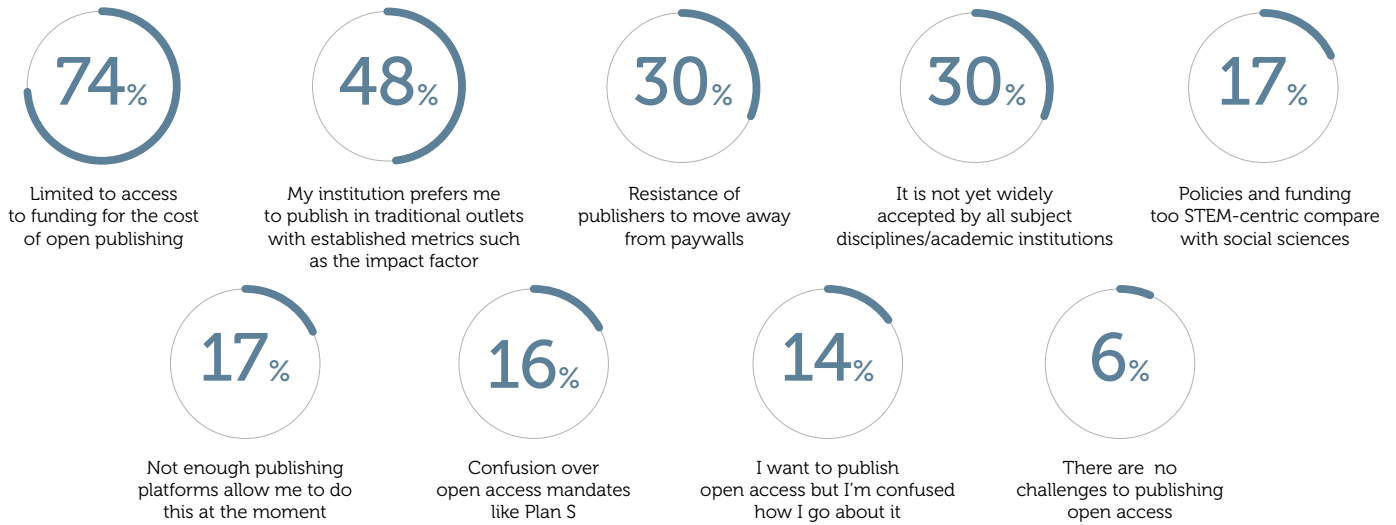 74%
Limited to access
to funding for the cost
of open publishing
48%
My institution prefers me
to publish in traditional outlets
with established metrics such
as the impact factor
30%
Resistance of
publishers to move away
from paywalls
30%
It is not yet widely
accepted by all subject
disciplines/academic institutions
17%
Policies and funding
too STEM-centric compare
with social sciences
17%
Not enough publishing
platforms allow me to do
this at the moment
16%
Confusion over
open access mandates
like Plan S
14%
I want to publish
open access but I'm confused
how I go about it
6%
There are  no
challenges to publishing
open access